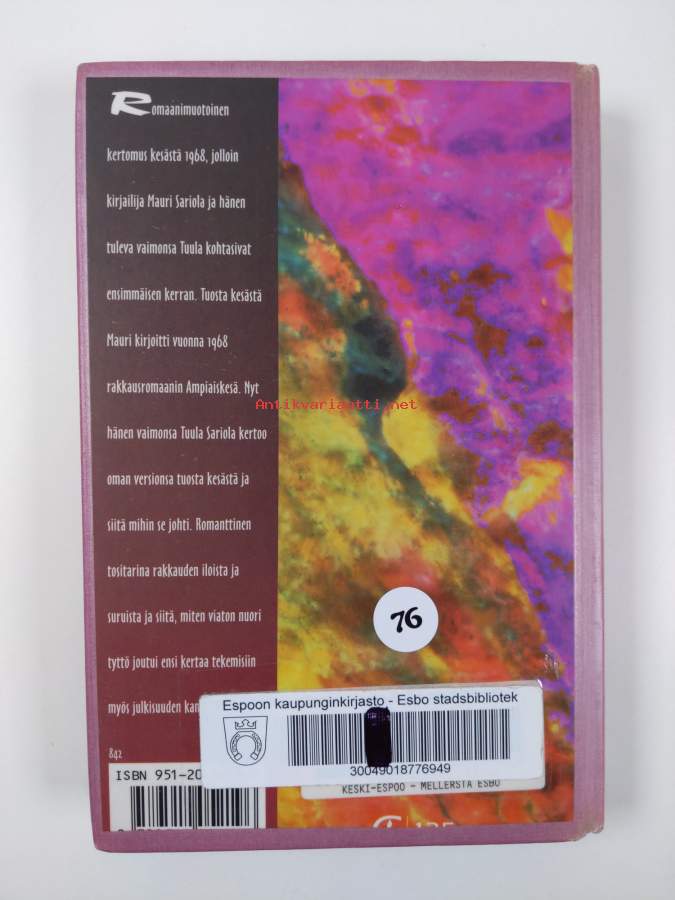 Romaanimuotoinen
kertomus kesästä 1968, jolloin
kirjailija Mauri Sariola ja hänen
tuleva vaimonsa Tuula kohtasivat
ensimmäisen kerran. Tuosta kesästä
Mauri kirjoitti vuonna 1968
rakkausromaanin Ampiaiskesä. Nyt
hänen vaimonsa Tuula Sariola kertoo
oman versionsa tuosta kesästä ja
siitä mihin se johti. Romanttinen
tositarina rakkauden iloista ja
suruista ja siitä, miten viaton nuori
tyttö joutui ensi kertaa tekemisiin
myös julkisuuden kan
Antikvariaatti.net
76
Espoon kaupunginkirjasto - Esbo stadsbibliotek
30049018776949
KESKI-ESPOO - MELLERSTA ESBO
842
ISBN 951-20